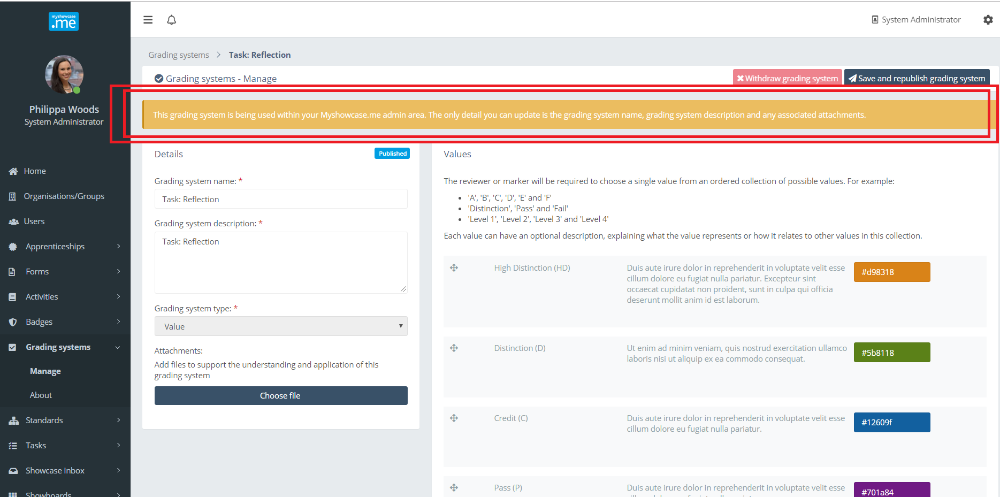 myshowcase
.me
System Administrator
Philippa Woods
System Administrator
Home
Organisations/Groups
Users
Apprenticeships
Forms
Activities
Badges
Grading systems
Manage
About
Standards
Tasks
Showcase inbox
Showboards
Grading systems > Task: Reflection
Grading systems - Manage
Withdraw grading system
Save and republish grading system
This grading system is being used within your Myshowcase.me admin area. The only detail you can update is the grading system name, grading system description and any associated attachments.
Details
Published
Grading system name: *
Task: Reflection
Grading system description: *
Task: Reflection
Grading system type: *
Value
Attachments:
Add files to support the understanding and application of this
grading system
Choose file
Values
The reviewer or marker will be required to choose a single value from an ordered collection of possible values. For example:
• 'A', 'B', 'C', 'D', 'E' and 'F'
• 'Distinction', 'Pass' and 'Fail'
• 'Level 1', 'Level 2', 'Level 3' and 'Level 4'
Each value can have an optional description, explaining what the value represents or how it relates to other values in this collection.
High Distinction (HD)
Duis aute irure dolor in reprehenderit in voluptate velit esse
cillum dolore eu fugiat nulla pariatur. Excepteur sint
occaecat cupidatat non proident, sunt in culpa qui officia
deserunt mollit anim id est laborum.
#d98318
Distinction (D)
Ut enim ad minim veniam, quis nostrud exercitation ullamco
laboris nisi ut aliquip ex ea commodo consequat.
#5b8118
Credit (C)
Duis aute irure dolor in reprehenderit in voluptate velit esse
cillum dolore eu fugiat nulla pariatur.
#12609f
Pass (P)
Duis aute irure dolor in reprehenderit in voluptate velit esse
#701a84